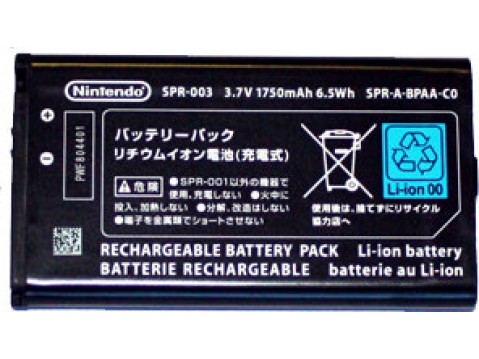 Nintendo SPR-003 3.7V 1750mAh 6.5Wh SPR-A-BPAA-C0
+
PWF804401
−
バッテリーパック
リチウムイオン電池(充電式)
⚠危険 ●SPR-001以外の機器で
使用、充電をしない ●火中に
投入、加熱しない ●分解、改造はしない
●電子を金属類でショートさせない
Li-ion 00
使用後は、捨てずにリサイクル
協力店へ
RECHARGEABLE BATTERY PACK Li-ion battery
BATTERIE RECHARGEABLE batterie au Li-ion